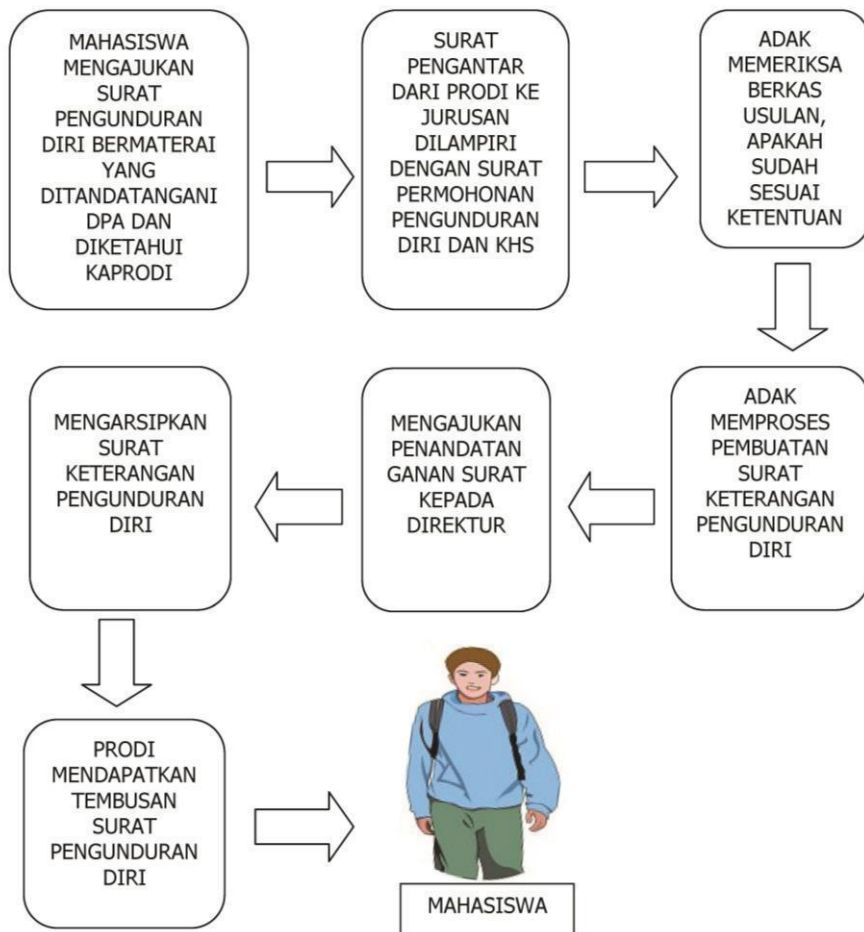 MAHASISWA
MENGAJUKAN
SURAT
PENGUNDURAN
DIRI BERMATERAI
YANG
DITANDATANGANI
DPA DAN
DIKETAHUI
KAPRODI
SURAT
PENGANTAR
DARI PRODI KE
JURUSAN
DILAMPIRI
DENGAN SURAT
PERMOHONAN
PENGUNDURAN
DIRI DAN KHS
ADAK
MEMERIKSA
BERKAS
USULAN,
APAKAH
SUDAH
SESUAI
KETENTUAN
ADAK
MEMPROSES
PEMBUATAN
SURAT
KETERANGAN
PENGUNDURAN
DIRI
MENGAJUKAN
PENANDATAN
GANAN SURAT
KEPADA
DIREKTUR
MENGARSIPKAN
SURAT
KETERANGAN
PENGUNDURAN
DIRI
PRODI
MENDAPATKAN
TEMBUSAN
SURAT
PENGUNDURAN
DIRI
MAHASISWA